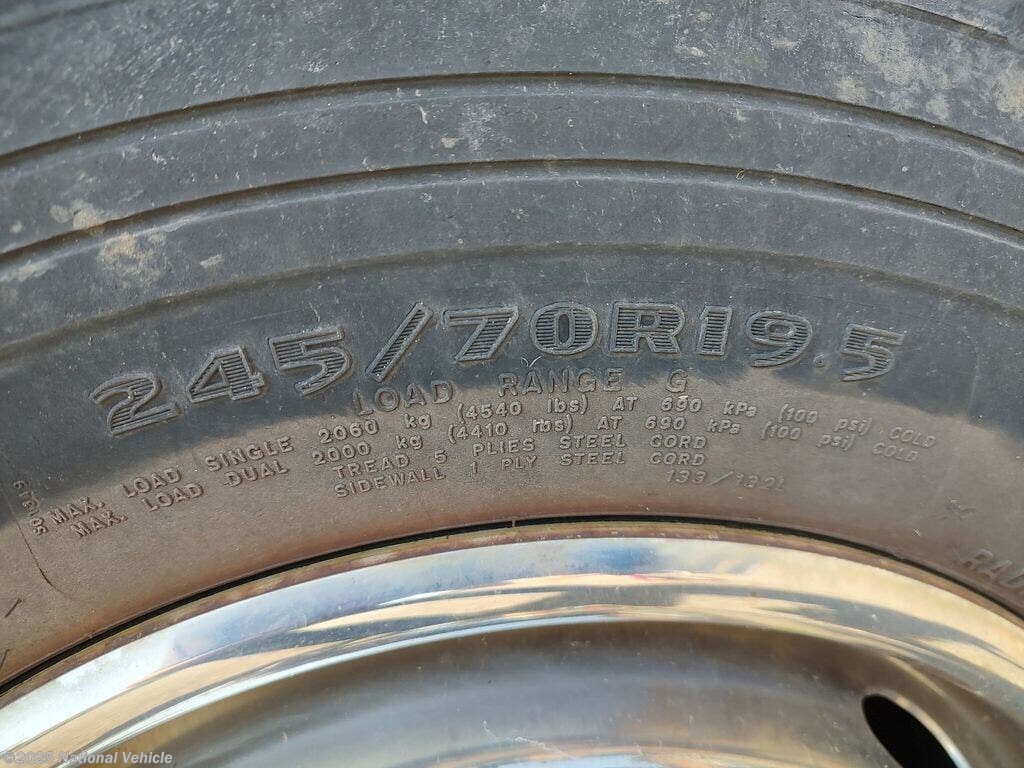 245/70R19.5
LOAD RANGE G
MAX. LOAD SINGLE 2060 kg (4540 lbs) AT 690 kPa (100 psi) COLD
MAX. LOAD DUAL 2000 kg (4410 lbs) AT 690 kPa (100 psi) COLD
TREAD 5 PLIES STEEL CORD
SIDEWALL 1 PLY STEEL CORD
133/132L
©2025 National Vehicle